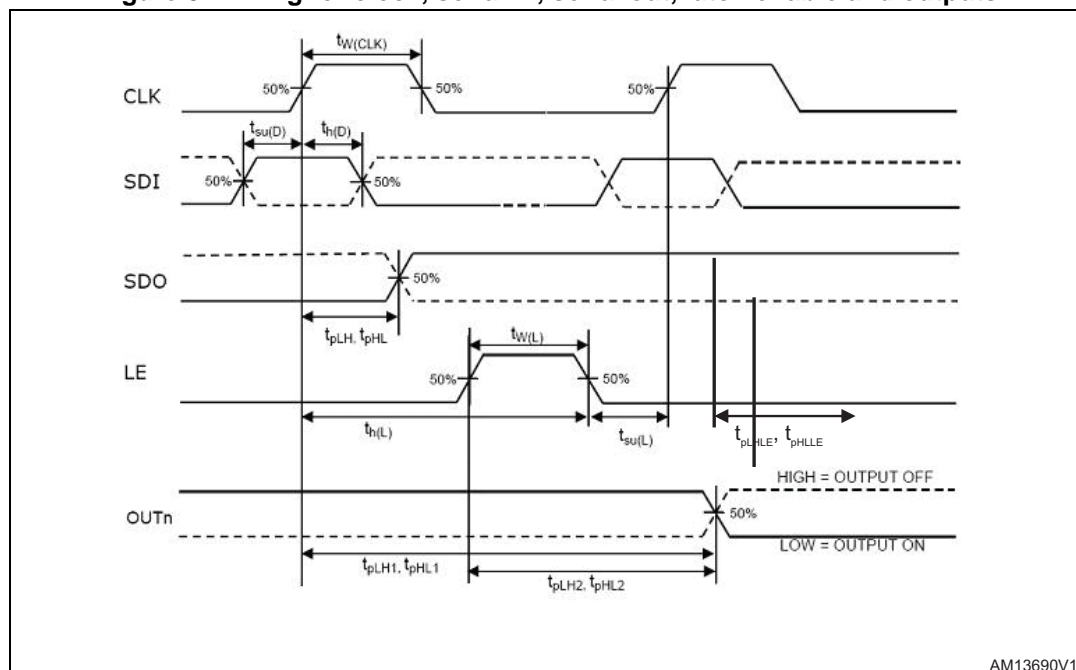 tW(CLK)
CLK
50%
50%
50%
tsu(D)
th(D)
SDI
50%
50%
SDO
50%
tpLH, tpHL
tW(L)
LE
50%
50%
th(L)
tsu(L)
tpLHLE, tpHLLE
HIGH = OUTPUT OFF
OUTn
50%
LOW = OUTPUT ON
tpLH1, tpHL1
tpLH2, tpHL2
AM13690V1